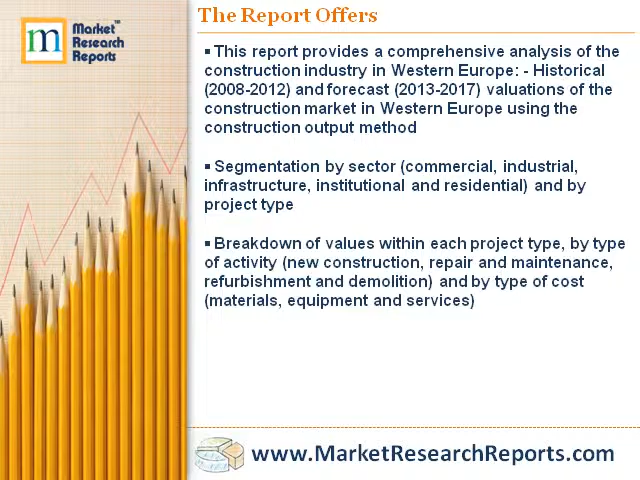 m
Market
Research
Reports
™
The Report Offers
▪ This report provides a comprehensive analysis of the
construction industry in Western Europe: - Historical
(2008-2012) and forecast (2013-2017) valuations of the
construction market in Western Europe using the
construction output method
▪ Segmentation by sector (commercial, industrial,
infrastructure, institutional and residential) and by
project type
▪ Breakdown of values within each project type, by type
of activity (new construction, repair and maintenance,
refurbishment and demolition) and by type of cost
(materials, equipment and services)
www.MarketResearchReports.com